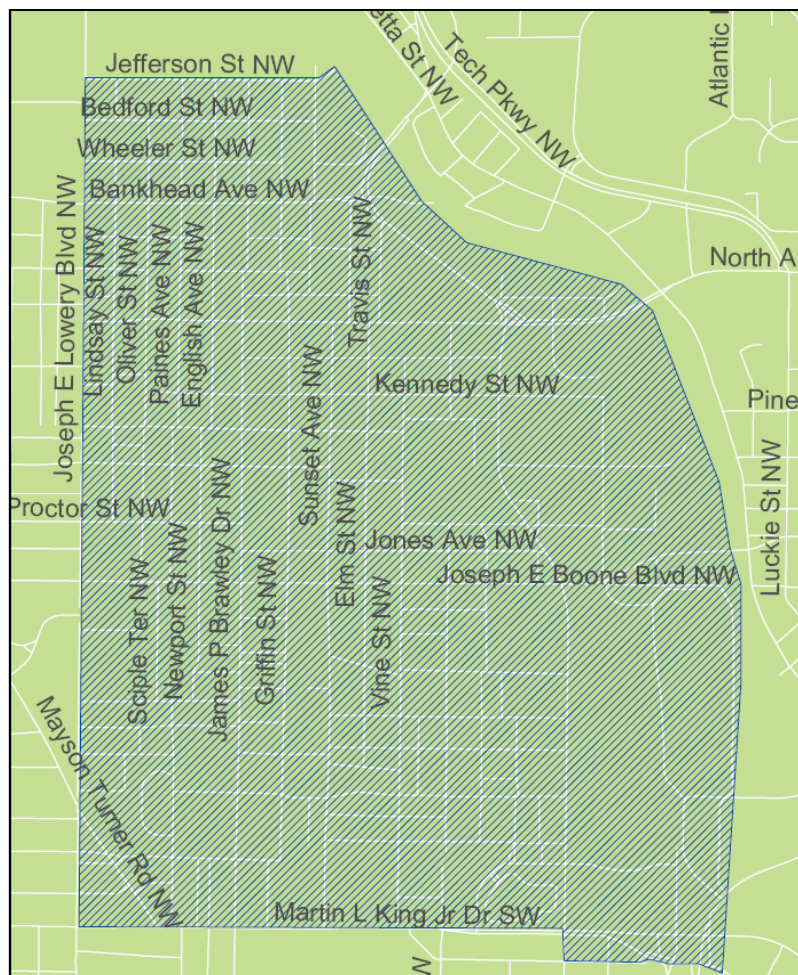 Jefferson St NW
etta St NW
Tech Pkwy NW
Atlantic
Bedford St NW
Wheeler St NW
Bankhead Ave NW
Joseph E Lowery Blvd NW
Lindsay St NW
Oliver St NW
Paines Ave NW
English Ave NW
Travis St NW
North A
Sunset Ave NW
Kennedy St NW
Pine
Proctor St NW
James P Brawley Dr NW
Elm St NW
Jones Ave NW
Luckie St NW
Joseph E Boone Blvd NW
Sciple Ter NW
Newport St NW
Griffin St NW
Vine St NW
Mayson Turner Rd NW
Martin L King Jr Dr SW
W